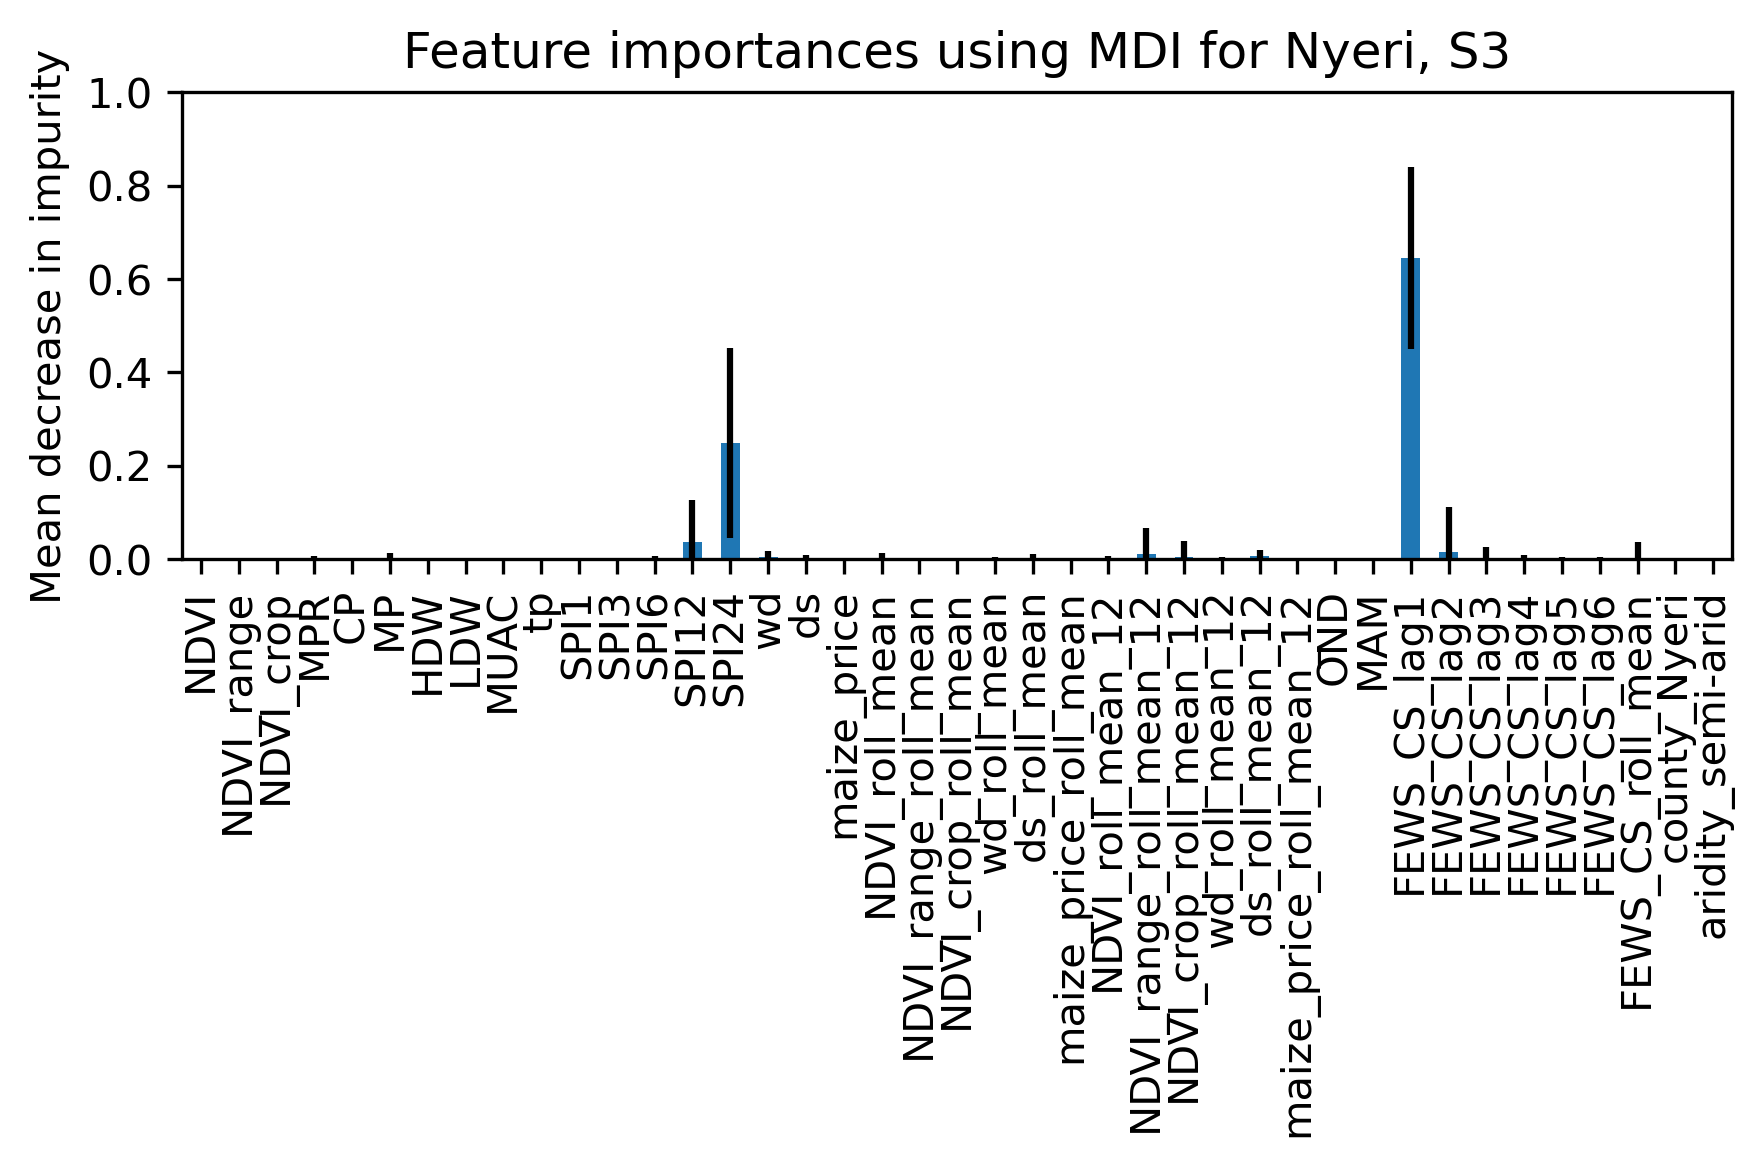 Feature importances using MDI for Nyeri, S3
Mean decrease in impurity
1.0
0.8
0.6
0.4
0.2
0.0
NDVI
NDVI_range
NDVI_crop
MPR
CP
MP
HDW
LDW
MUAC
tp
SPI1
SPI3
SPI6
SPI12
SPI24
wd
ds
maize_price
NDVI_roll_mean
NDVI_range_roll_mean
NDVI_crop_roll_mean
wd_roll_mean
ds_roll_mean
maize_price_roll_mean
NDVI_roll_mean_12
NDVI_range_roll_mean_12
NDVI_crop_roll_mean_12
wd_roll_mean_12
ds_roll_mean_12
maize_price_roll_mean_12
OND
MAM
FEWS_CS_lag1
FEWS_CS_lag2
FEWS_CS_lag3
FEWS_CS_lag4
FEWS_CS_lag5
FEWS_CS_lag6
FEWS_CS_roll_mean
county_Nyeri
aridity_semi-arid